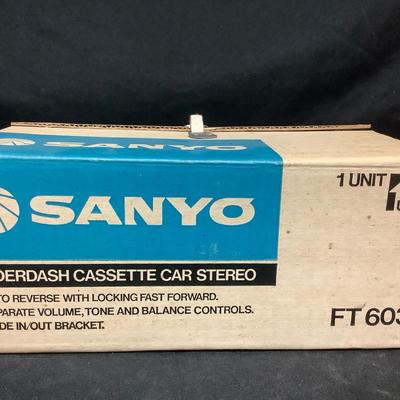 SANYO
1 UNIT
DERDASH CASSETTE CAR STEREO
TO REVERSE WITH LOCKING FAST FORWARD.
PARATE VOLUME, TONE AND BALANCE CONTROLS.
DE IN/OUT BRACKET.
FT 603